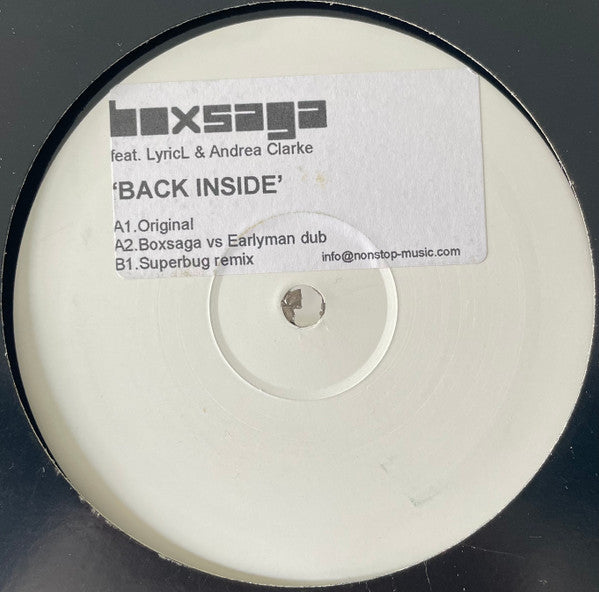 boxsaga
feat. LyricL & Andrea Clarke
‘BACK INSIDE’
A1.Original
A2.Boxsaga vs Earlyman dub
B1.Superbug remix
info@nonstop-music.com